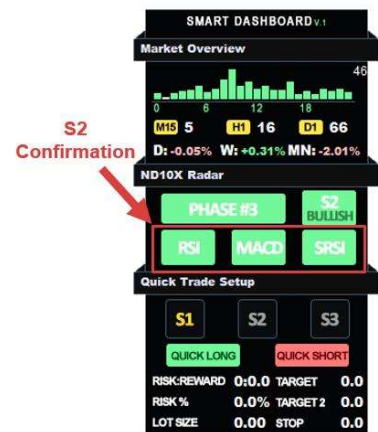 SMART DASHBOARD V.1
Market Overview
46
0 6 12 18
M15 5 H1 16 D1 66
D: -0.05% W: +0.31% MN: -2.01%
S2
Confirmation
ND10X Radar
PHASE #3 S2
BULLISH
RSI MACD SRSI
Quick Trade Setup
S1 S2 S3
QUICK LONG QUICK SHORT
RISK:REWARD 0:0.0 TARGET 0.0
RISK % 0.0% TARGET 2 0.0
LOT SIZE 0.00 STOP 0.0